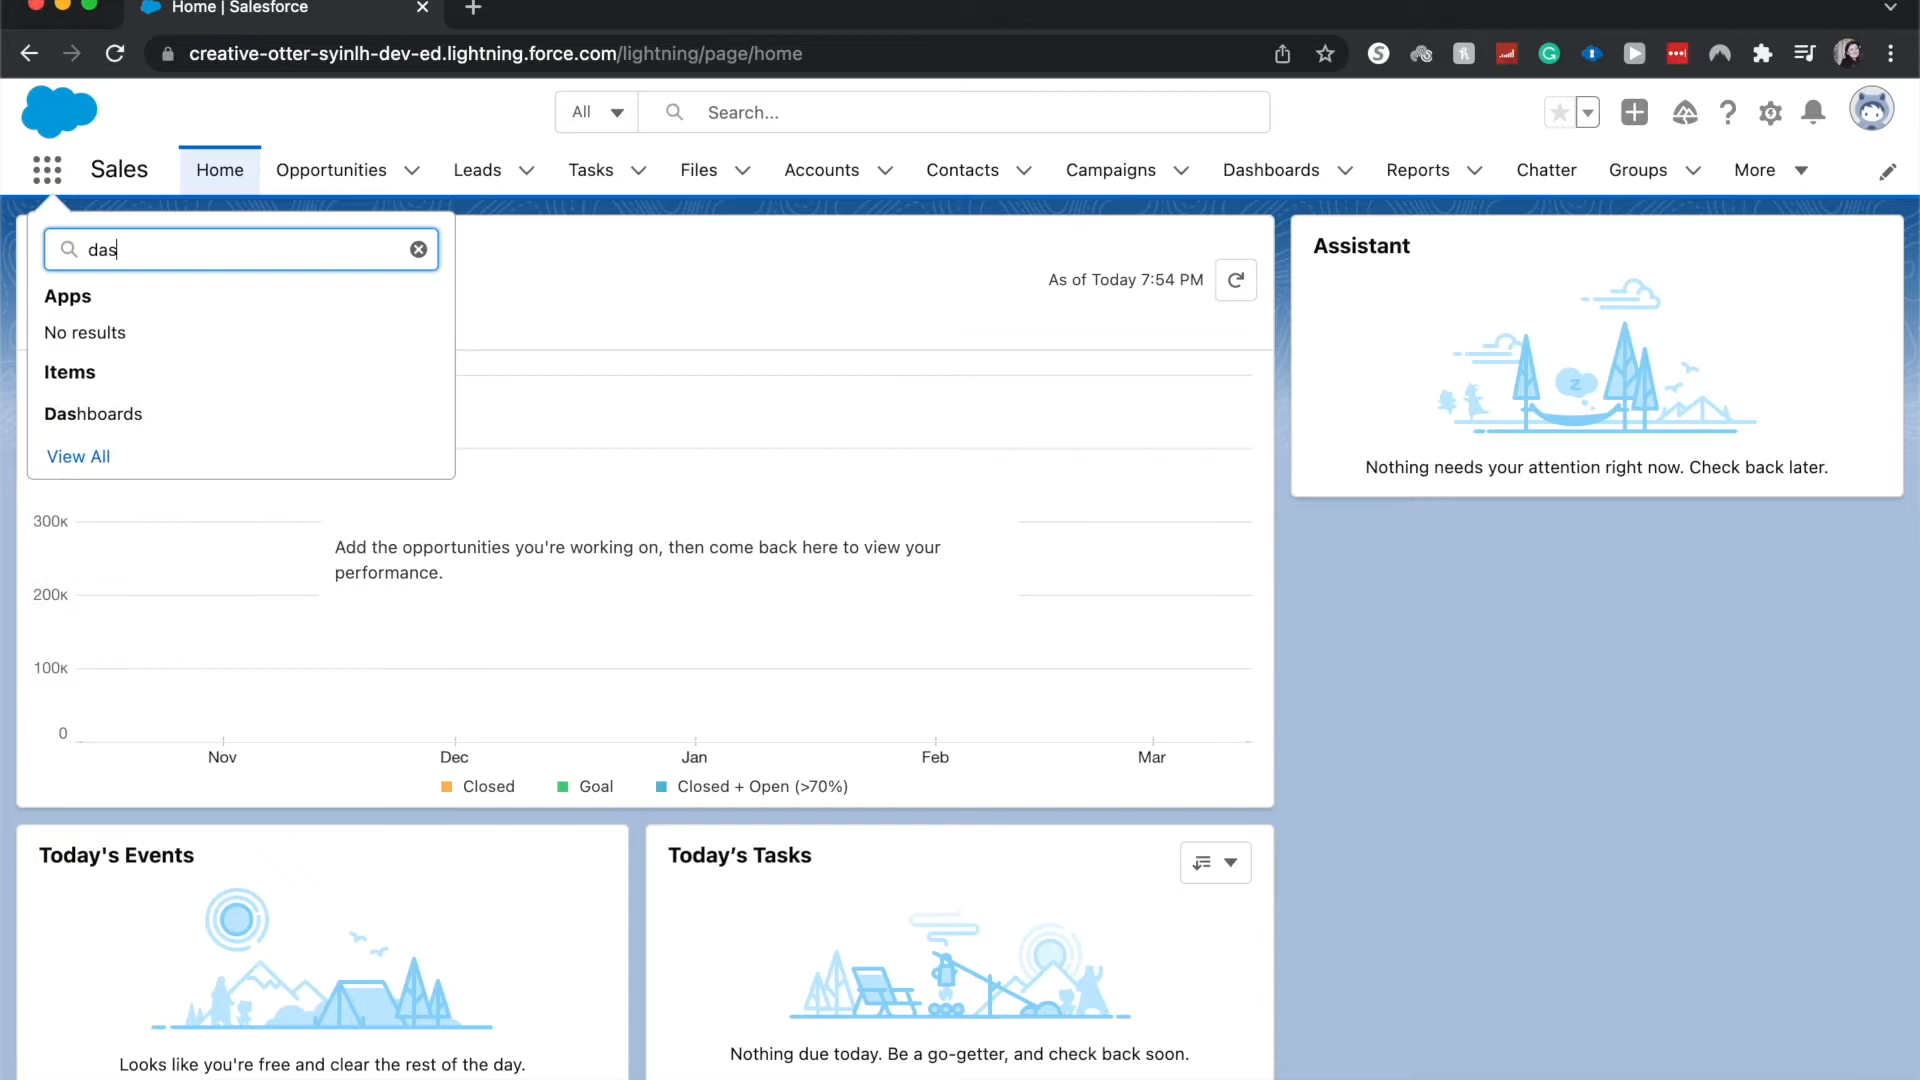 Home | Salesforce
creative-otter-syinlh-dev-ed.lightning.force.com/lightning/page/home
All
Search...
Sales
Home
Opportunities
Leads
Tasks
Files
Accounts
Contacts
Campaigns
Dashboards
Reports
Chatter
Groups
More
das
Apps
No results
Items
Dashboards
View All
As of Today 7:54 PM
300K
200K
100K
0
Add the opportunities you're working on, then come back here to view your
performance.
Nov
Dec
Jan
Feb
Mar
Closed
Goal
Closed + Open (>70%)
Assistant
z
Nothing needs your attention right now. Check back later.
Today's Events
Looks like you're free and clear the rest of the day.
Today’s Tasks
Nothing due today. Be a go-getter, and check back soon.